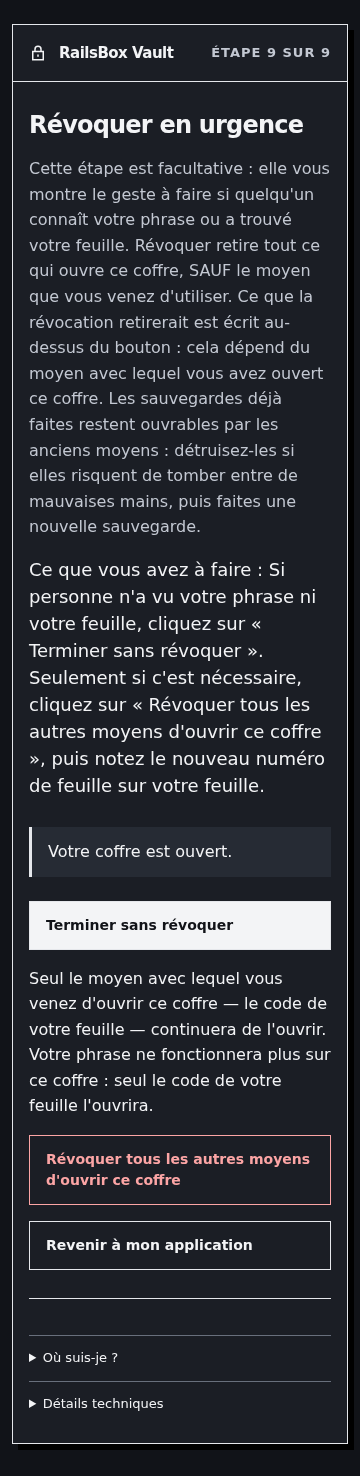 RailsBox Vault
ÉTAPE 9 SUR 9
Révoquer en urgence
Cette étape est facultative : elle vous
montre le geste à faire si quelqu'un
connaît votre phrase ou a trouvé
votre feuille. Révoquer retire tout ce
qui ouvre ce coffre, SAUF le moyen
que vous venez d'utiliser. Ce que la
révocation retirerait est écrit au-
dessus du bouton : cela dépend du
moyen avec lequel vous avez ouvert
ce coffre. Les sauvegardes déjà
faites restent ouvrables par les
anciens moyens : détruisez-les si
elles risquent de tomber entre de
mauvaises mains, puis faites une
nouvelle sauvegarde.
Ce que vous avez à faire : Si
personne n'a vu votre phrase ni
votre feuille, cliquez sur «
Terminer sans révoquer ».
Seulement si c'est nécessaire,
cliquez sur « Révoquer tous les
autres moyens d'ouvrir ce coffre
», puis notez le nouveau numéro
de feuille sur votre feuille.
Votre coffre est ouvert.
Terminer sans révoquer
Seul le moyen avec lequel vous
venez d'ouvrir ce coffre — le code de
votre feuille — continuera de l'ouvrir.
Votre phrase ne fonctionnera plus sur
ce coffre : seul le code de votre
feuille l'ouvrira.
Révoquer tous les autres moyens
d'ouvrir ce coffre
Revenir à mon application
Où suis-je ?
Détails techniques